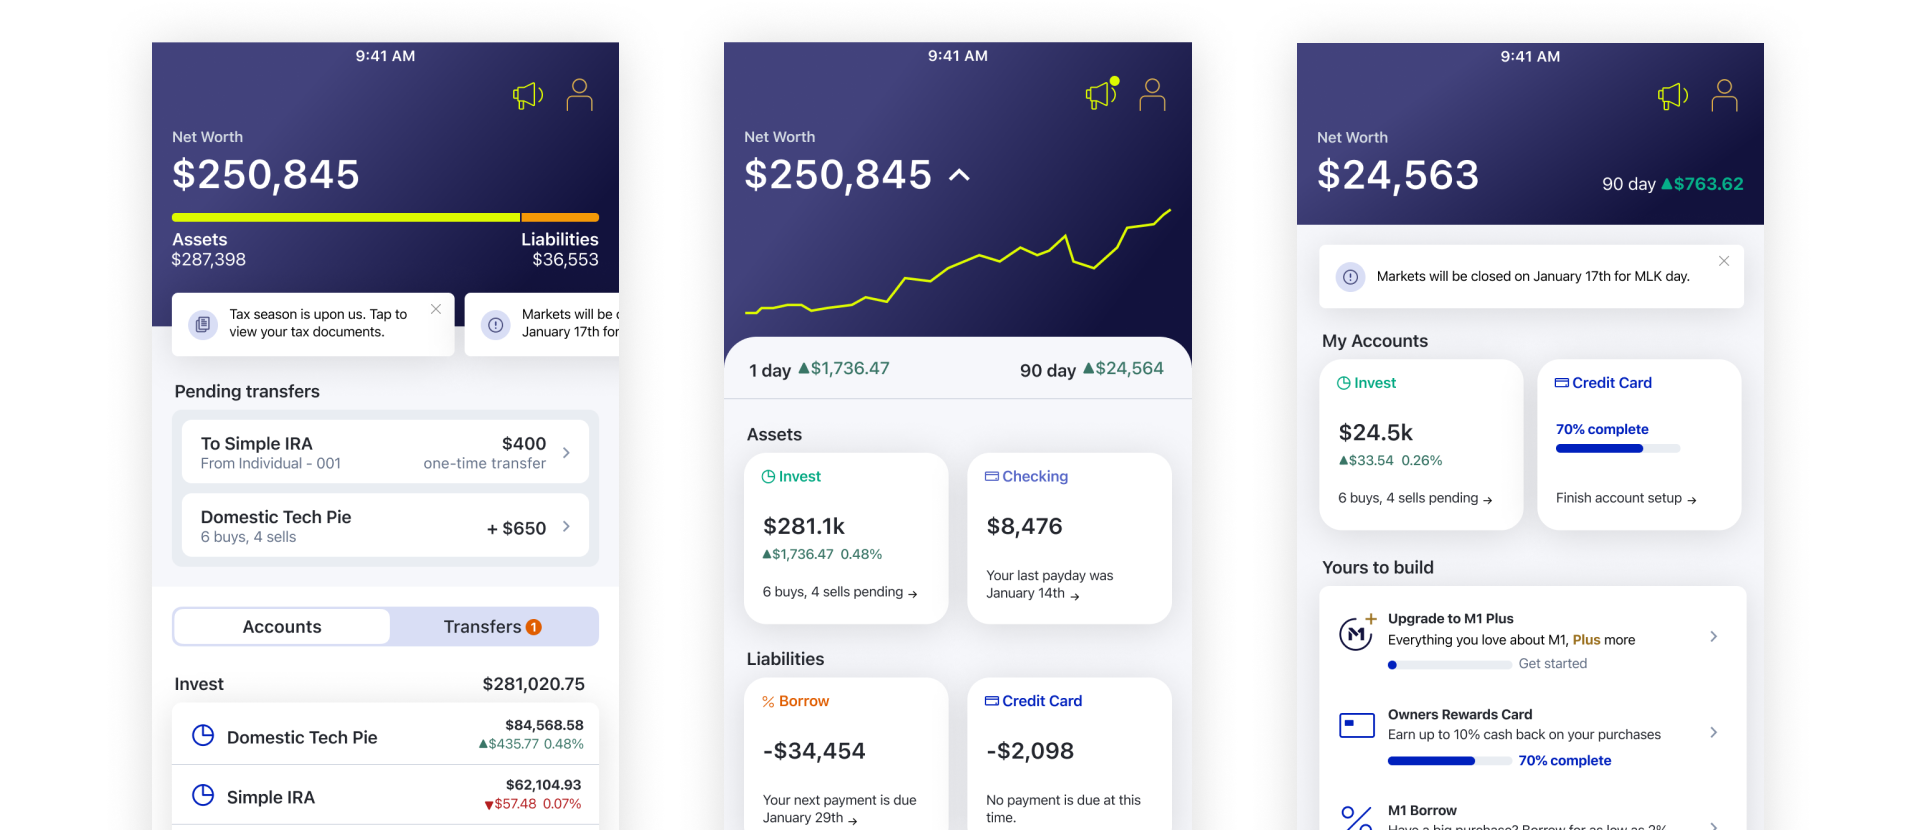 9:41 AM
Net Worth
$250,845
Assets
Liabilities
$287,398
$36,553
Tax season is upon us. Tap to
view your tax documents.
Markets will be
January 17th for
Pending transfers
To Simple IRA
$400
From Individual - 001
one-time transfer
Domestic Tech Pie
+ $650
6 buys, 4 sells
Accounts
Transfers 1
Invest
$281,020.75
Domestic Tech Pie
$84,568.58
▲$435.77 0.48%
Simple IRA
$62,104.93
▼$57.48 0.07%
9:41 AM
Net Worth
$250,845
1 day ▲$1,736.47
90 day ▲$24,564
Assets
Invest
$281.1k
▲$1,736.47 0.48%
6 buys, 4 sells pending →
Checking
$8,476
Your last payday was
January 14th →
Liabilities
Borrow
-$34,454
Your next payment is due
January 29th →
Credit Card
-$2,098
No payment is due at this
time.
9:41 AM
Net Worth
$24,563
90 day ▲$763.62
Markets will be closed on January 17th for MLK day.
My Accounts
Invest
$24.5k
▲$33.54 0.26%
6 buys, 4 sells pending →
Credit Card
70% complete
Finish account setup →
Yours to build
Upgrade to M1 Plus
Everything you love about M1, Plus more
Get started
Owners Rewards Card
Earn up to 10% cash back on your purchases
70% complete
M1 Borrow
Have a big purchase? Borrow for as low as 2%